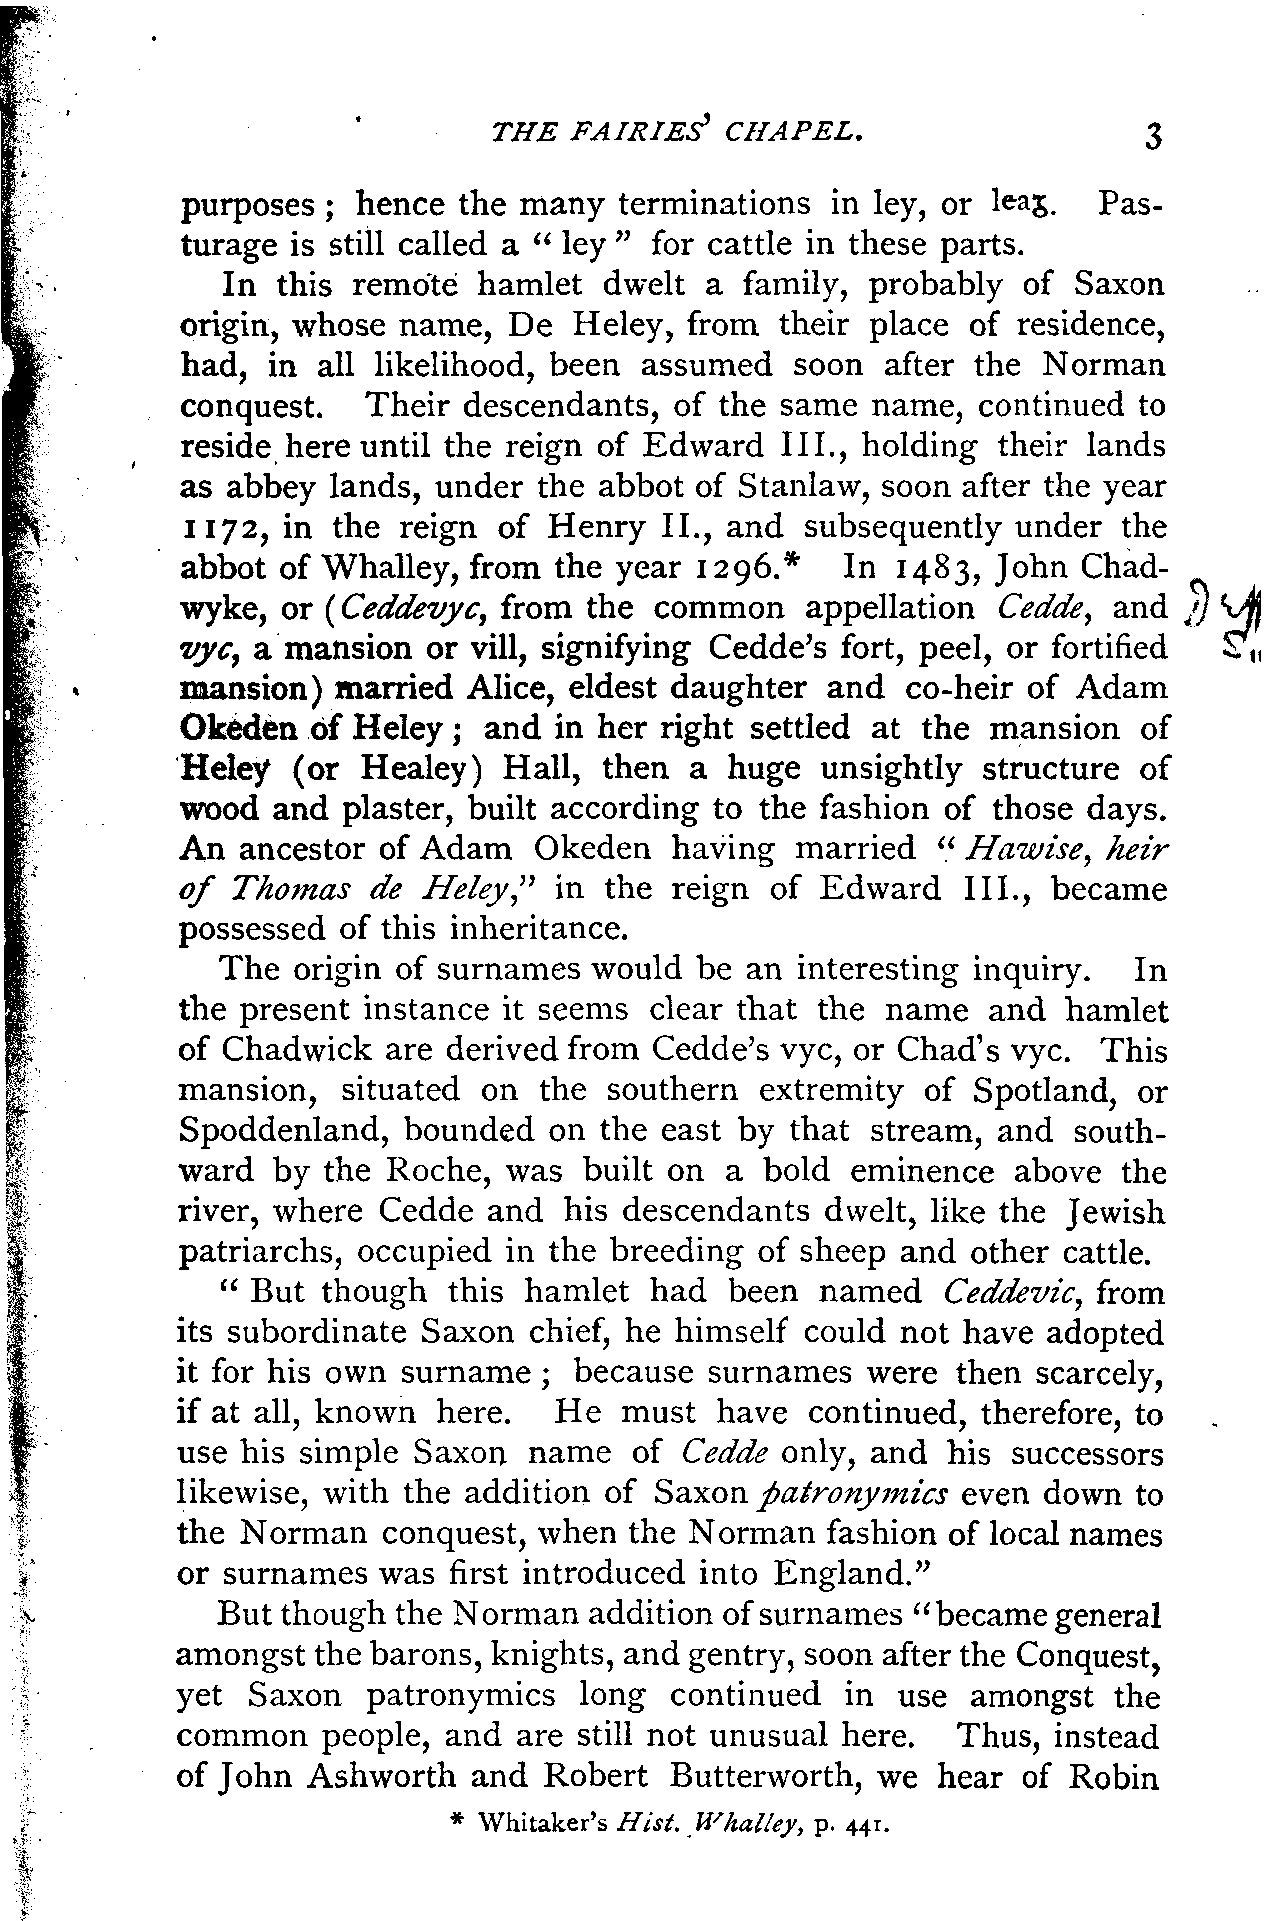 THE FAIRIES' CHAPEL. 3
purposes; hence the many terminations in ley, or leaȝ. Pas-
turage is still called a "ley" for cattle in these parts.
In this remote hamlet dwelt a family, probably of Saxon
origin, whose name, De Heley, from their place of residence,
had, in all likelihood, been assumed soon after the Norman
conquest. Their descendants, of the same name, continued to
reside here until the reign of Edward III., holding their lands
as abbey lands, under the abbot of Stanlaw, soon after the year
1172, in the reign of Henry II., and subsequently under the
abbot of Whalley, from the year 1296.* In 1483, John Chad-
wyke, or (Ceddevyc, from the common appellation Cedde, and
vyc, a mansion or vill, signifying Cedde's fort, peel, or fortified
mansion) married Alice, eldest daughter and co-heir of Adam
Okeden of Heley; and in her right settled at the mansion of
Heley (or Healey) Hall, then a huge unsightly structure of
wood and plaster, built according to the fashion of those days.
An ancestor of Adam Okeden having married "Hawise, heir
of Thomas de Heley," in the reign of Edward III., became
possessed of this inheritance.
The origin of surnames would be an interesting inquiry. In
the present instance it seems clear that the name and hamlet
of Chadwick are derived from Cedde's vyc, or Chad's vyc. This
mansion, situated on the southern extremity of Spotland, or
Spoddenland, bounded on the east by that stream, and south-
ward by the Roche, was built on a bold eminence above the
river, where Cedde and his descendants dwelt, like the Jewish
patriarchs, occupied in the breeding of sheep and other cattle.
"But though this hamlet had been named Ceddevic, from
its subordinate Saxon chief, he himself could not have adopted
it for his own surname; because surnames were then scarcely,
if at all, known here. He must have continued, therefore, to
use his simple Saxon name of Cedde only, and his successors
likewise, with the addition of Saxon patronymics even down to
the Norman conquest, when the Norman fashion of local names
or surnames was first introduced into England."
But though the Norman addition of surnames "became general
amongst the barons, knights, and gentry, soon after the Conquest,
yet Saxon patronymics long continued in use amongst the
common people, and are still not unusual here. Thus, instead
of John Ashworth and Robert Butterworth, we hear of Robin
* Whitaker's Hist. Whalley, p. 441.